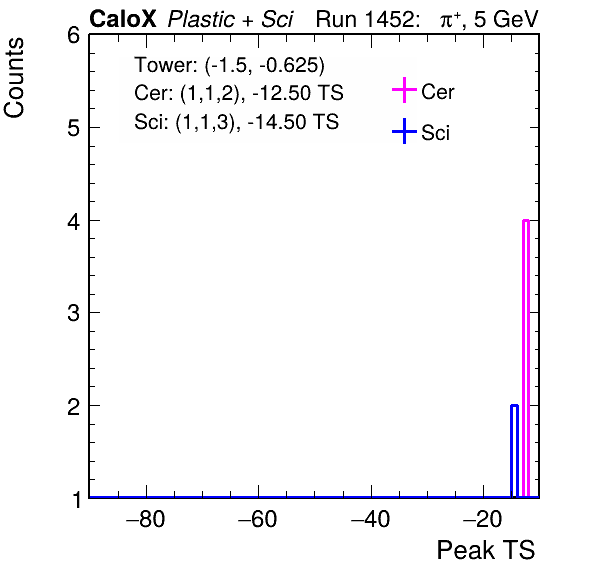 CaloX Plastic + Sci Run 1452: π⁺, 5 GeV
Counts
6
5
4
3
2
1
Tower: (-1.5, -0.625)
Cer: (1,1,2), -12.50 TS
Sci: (1,1,3), -14.50 TS
Cer
Sci
−80 −60 −40 −20
Peak TS